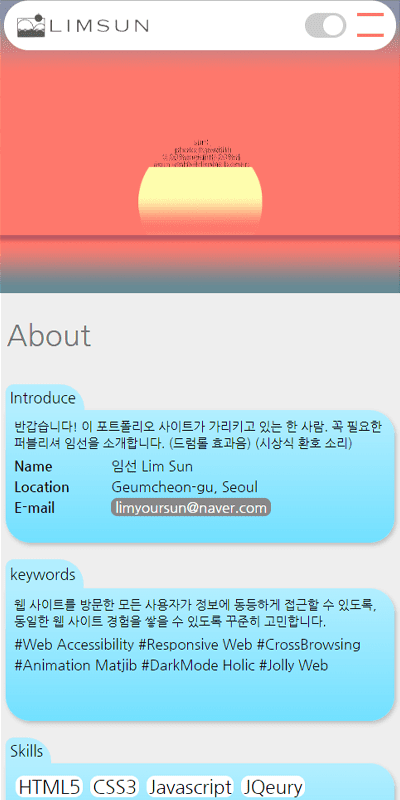 LIMSUN
About
Introduce
반갑습니다! 이 포트폴리오 사이트가 가리키고 있는 한 사람. 꼭 필요한
퍼블리셔 임선을 소개합니다. (드럼롤 효과음) (시상식 환호 소리)
Name 임선 Lim Sun
Location Geumcheon-gu, Seoul
E-mail limyoursun@naver.com
keywords
웹 사이트를 방문한 모든 사용자가 정보에 동등하게 접근할 수 있도록,
동일한 웹 사이트 경험을 쌓을 수 있도록 꾸준히 고민합니다.
#Web Accessibility #Responsive Web #CrossBrowsing
#Animation Matjib #DarkMode Holic #Jolly Web
Skills
HTML5 CSS3 Javascript JQeury